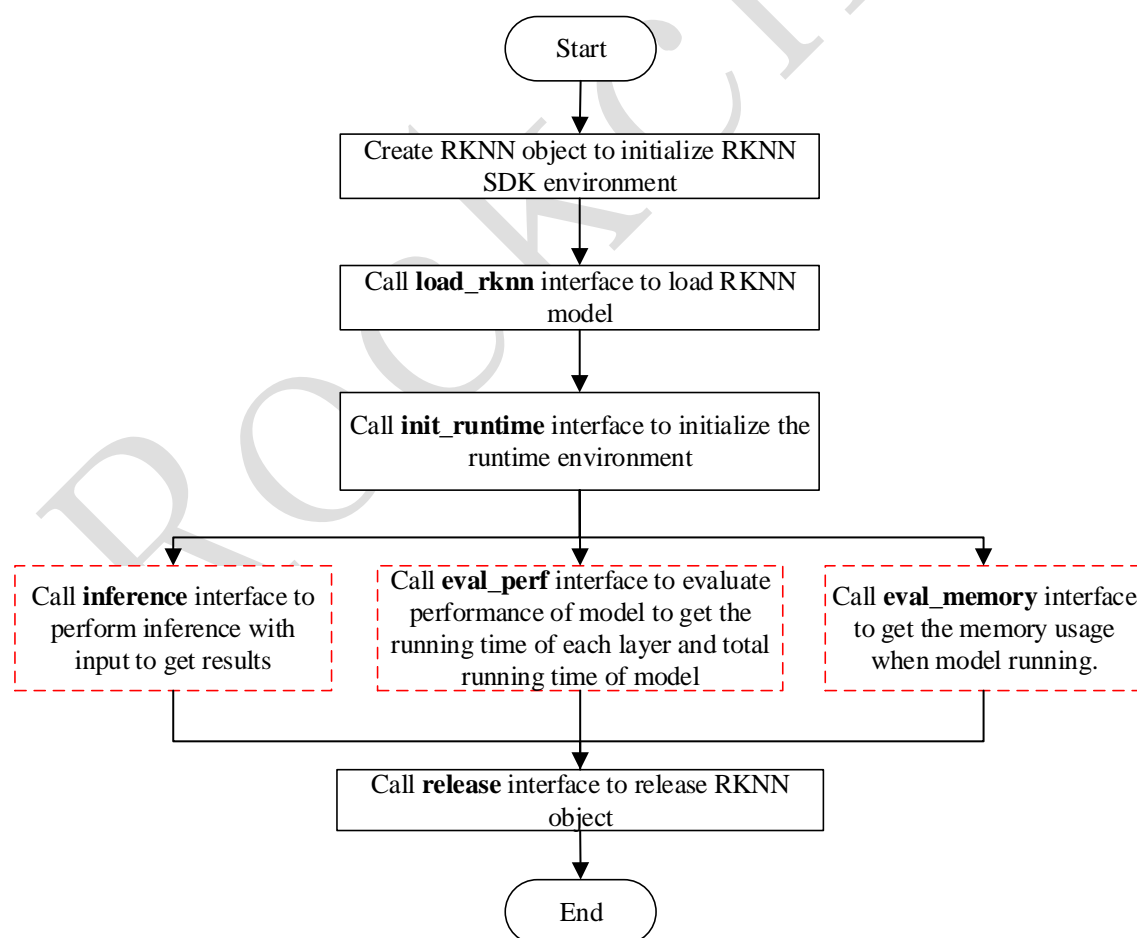 Start
Create RKNN object to initialize RKNN
SDK environment
Call load_rknn interface to load RKNN
model
Call init_runtime interface to initialize the
runtime environment
Call inference interface to
perform inference with
input to get results
Call eval_perf interface to evaluate
performance of model to get the
running time of each layer and total
running time of model
Call eval_memory interface
to get the memory usage
when model running.
Call release interface to release RKNN
object
End